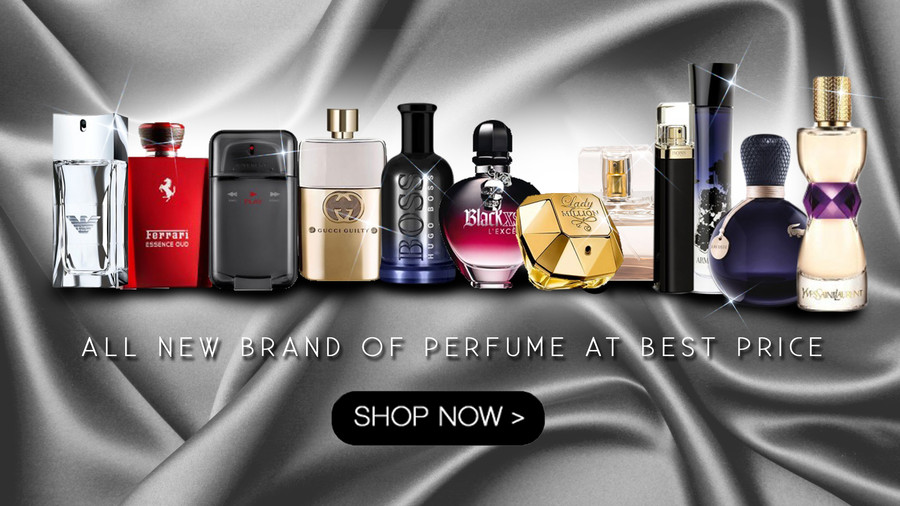 Ferrari
ESSENCE OUD
GUCCI GUILTY
BOSS
HUGO BOSS
BlackXS
L'EXCÈS
Lady
MILLION
YVESSAINTLAURENT
ALL NEW BRAND OF PERFUME AT BEST PRICE
SHOP NOW >